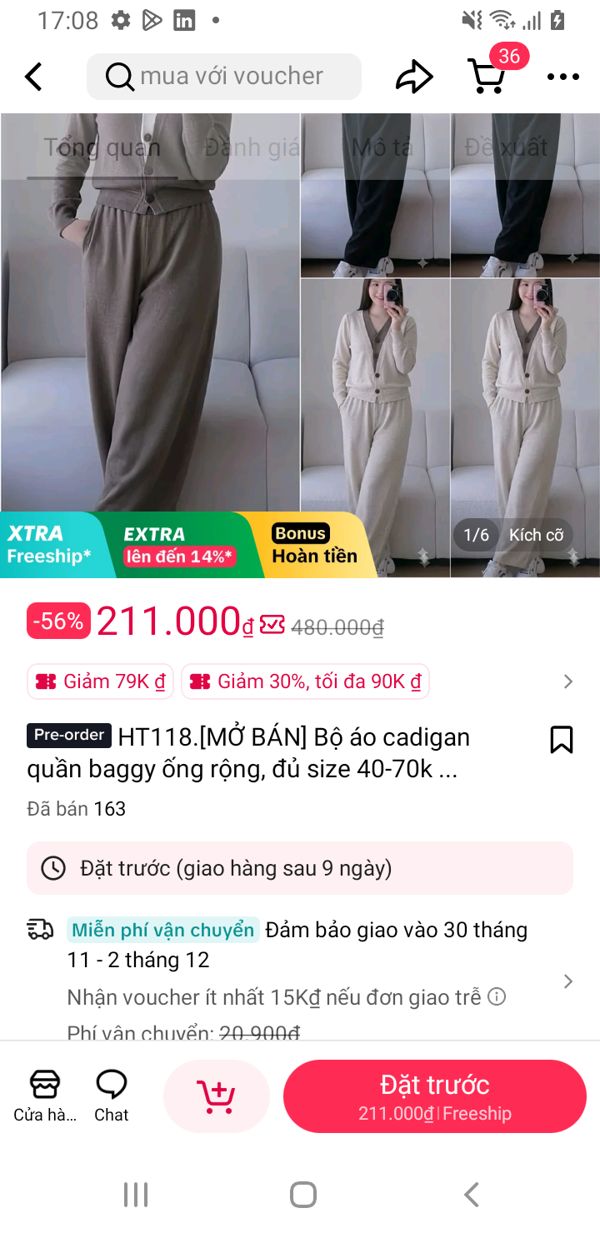 17:08
mua với voucher
36
Tổng quan Đánh giá Mô tả Đề xuất
XTRA
Freeship*
EXTRA
lên đến 14%*
Bonus
Hoàn tiền
1/6 Kích cỡ
-56% 211.000₫ 480.000₫
Giảm 79K ₫ Giảm 30%, tối đa 90K ₫
Pre-order HT118.[MỞ BÁN] Bộ áo cadigan
quần baggy ống rộng, đủ size 40-70k ...
Đã bán 163
Đặt trước (giao hàng sau 9 ngày)
Miễn phí vận chuyển Đảm bảo giao vào 30 tháng
11 - 2 tháng 12
Nhận voucher ít nhất 15K₫ nếu đơn giao trễ
Phí vận chuyển: 20.900₫
Cửa hà... Chat
Đặt trước
211.000₫ | Freeship